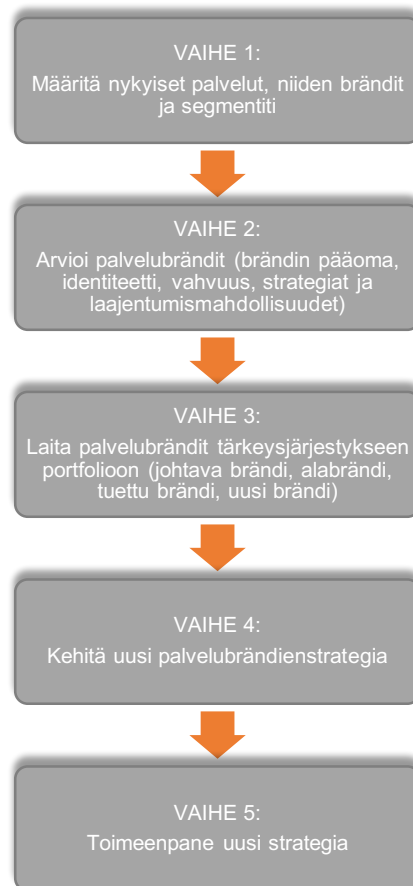 VAIHE 1:
Määritä nykyiset palvelut, niiden brändit
ja segmentiti
VAIHE 2:
Arvioi palvelubrändit (brändin pääoma,
identiteetti, vahvuus, strategiat ja
laajentumismahdollisuudet)
VAIHE 3:
Laita palvelubrändit tärkeysjärjestykseen
portfolioon (johtava brändi, alabrändi,
tuettu brändi, uusi brändi)
VAIHE 4:
Kehitä uusi palvelubrändienstrategia
VAIHE 5:
Toimeenpane uusi strategia